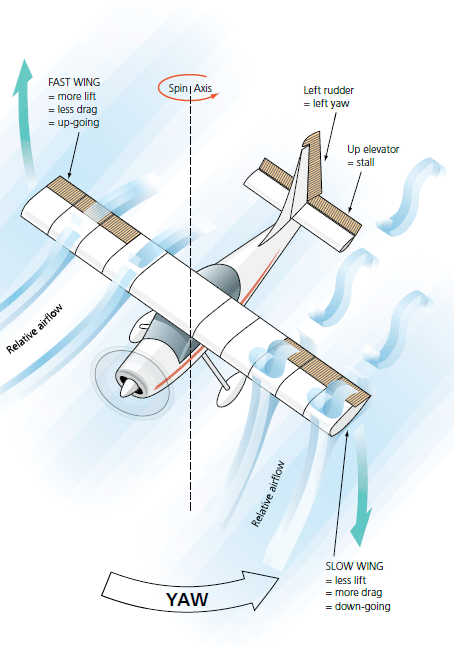 FAST WING
= more lift
= less drag
= up-going
Spin Axis
Left rudder
= left yaw
Up elevator
= stall
Relative airflow
Relative airflow
SLOW WING
= less lift
= more drag
= down-going
YAW